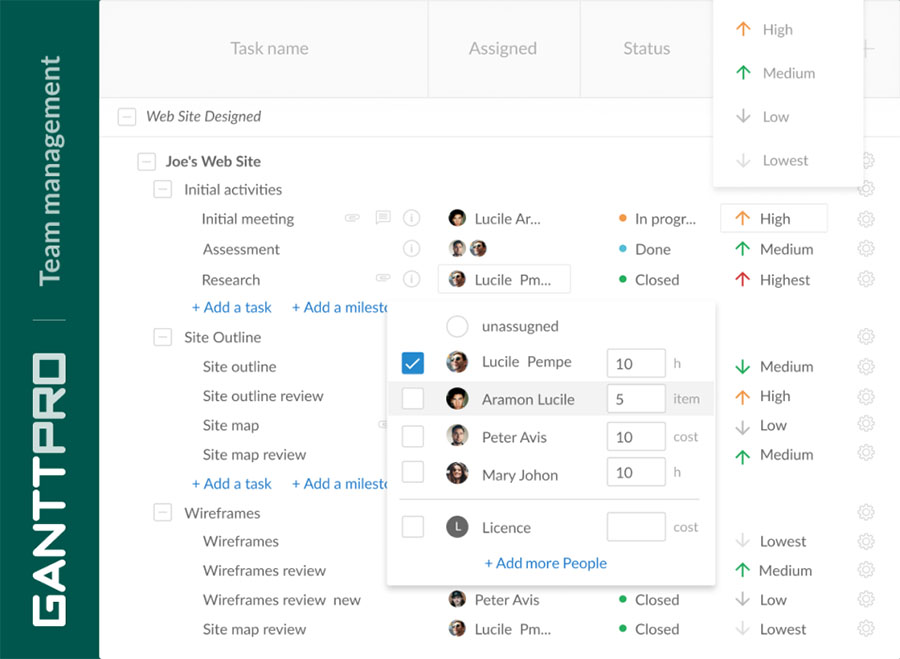 Team management
GANTTPRO
Task name Assigned Status
High
Medium
Low
Lowest
Web Site Designed
Joe's Web Site
Initial activities
Initial meeting Lucile Ar... In progr... High
Assessment Done Medium
Research Lucile Pm... Closed Highest
+ Add a task + Add a milesto
Site Outline
Site outline Medium
Site outline review High
Site map Low
Site map review Medium
+ Add a task + Add a milesto
unassugned
Lucile Pempe 10 h
Aramon Lucile 5 item
Peter Avis 10 cost
Mary Johon 10 h
L Licence cost
+ Add more People
Wireframes
Wireframes Lowest
Wireframes review Medium
Wireframes review new Peter Avis Closed Low
Site map review Lucile Pm... Closed Lowest